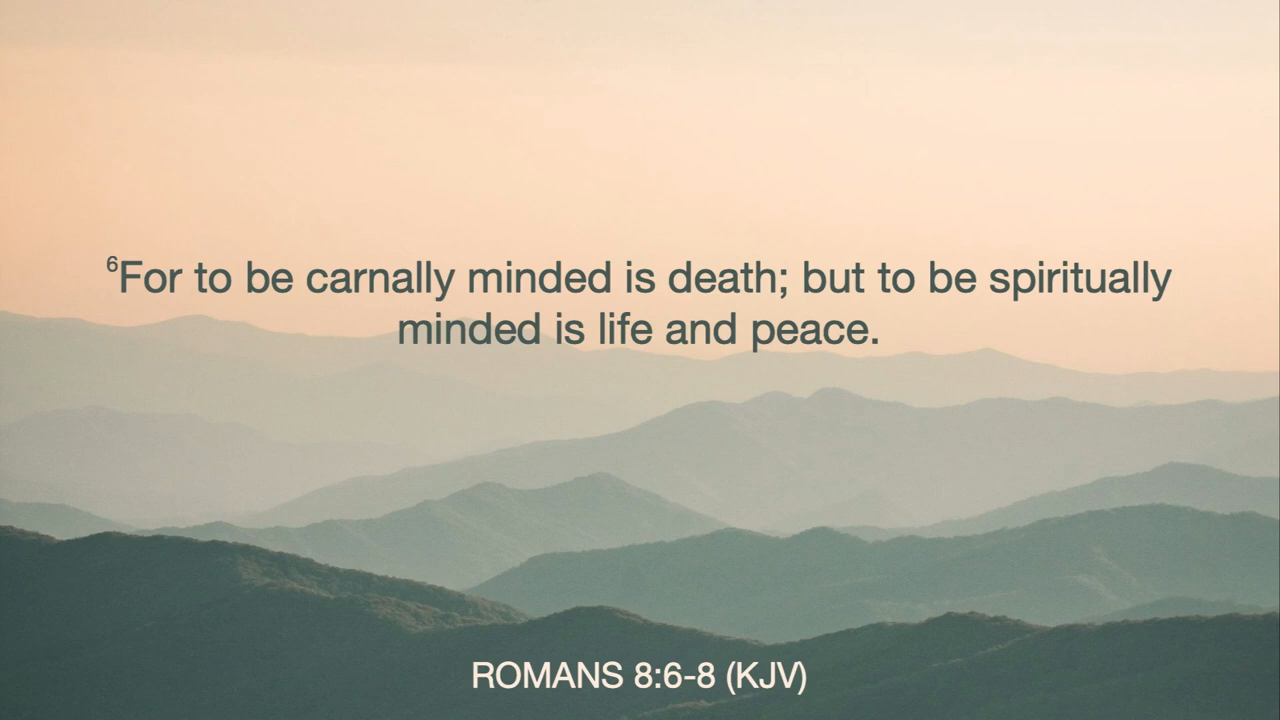 ⁶For to be carnally minded is death; but to be spiritually
minded is life and peace.
ROMANS 8:6-8 (KJV)